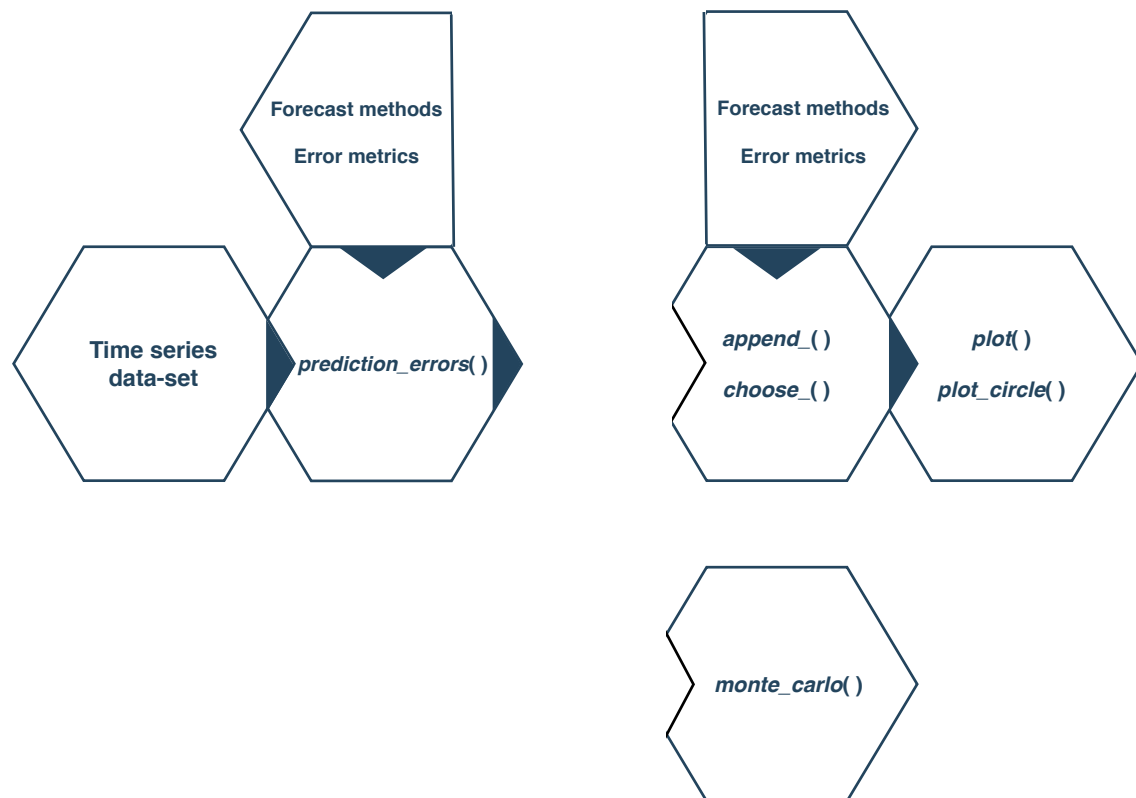 Forecast methods
Error metrics
Forecast methods
Error metrics
Time series
data-set
prediction_errors( )
append_( )
choose_( )
plot( )
plot_circle( )
monte_carlo( )